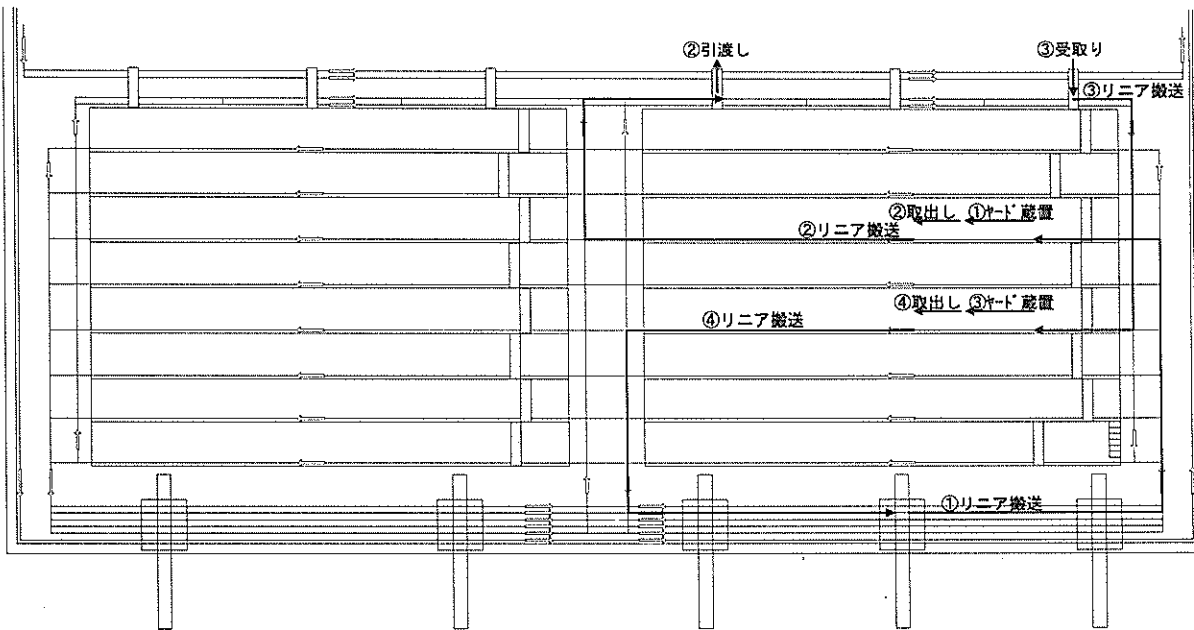 ②引渡し
③受取り
③リニア搬送
②取出し
①ﾔｰﾄﾞ蔵置
②リニア搬送
④取出し
③ﾔｰﾄﾞ蔵置
④リニア搬送
①リニア搬送